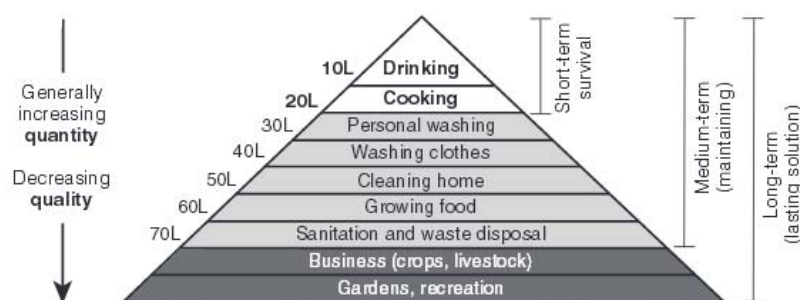 Generally
increasing
quantity
Decreasing
quality
10L Drinking
20L Cooking
30L Personal washing
40L Washing clothes
50L Cleaning home
60L Growing food
70L Sanitation and waste disposal
Business (crops, livestock)
Gardens, recreation
Short-term
survival
Medium-term
(maintaining)
Long-term
(lasting solution)